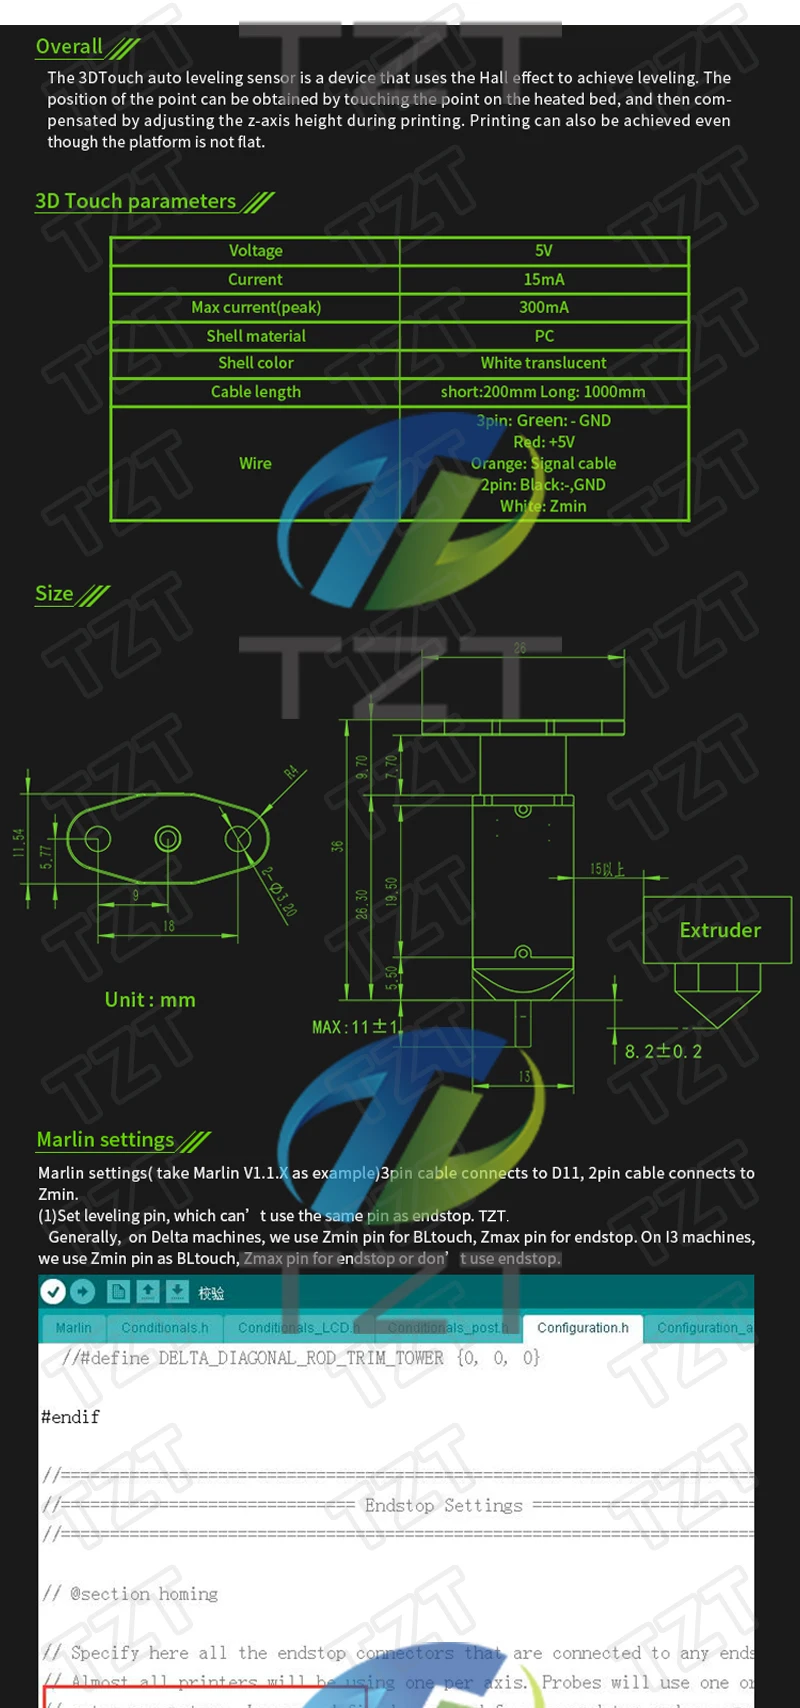 Overall
The 3DTouch auto leveling sensor is a device that uses the Hall effect to achieve leveling. The
position of the point can be obtained by touching the point on the heated bed, and then com-
pensated by adjusting the z-axis height during printing. Printing can also be achieved even
though the platform is not flat.
3D Touch parameters
Voltage 5V
Current 15mA
Max current(peak) 300mA
Shell material PC
Shell color White translucent
Cable length short:200mm Long: 1000mm
Wire
3pin: Green: - GND
Red: +5V
Orange: Signal cable
2pin: Black:-,GND
White: Zmin
Size
TZT
28
9.70
7.70
R4
11.54
5.77
36
26.30
19.50
15以上
2-Ø3.20
9
18
Extruder
5.50
Unit : mm
MAX:11±1
8.2±0.2
13
Marlin settings
Marlin settings( take Marlin V1.1.X as example)3pin cable connects to D11, 2pin cable connects to
Zmin.
(1)Set leveling pin, which can't use the same pin as endstop. TZT.
Generally, on Delta machines, we use Zmin pin for BLtouch, Zmax pin for endstop. On I3 machines,
we use Zmin pin as BLtouch, Zmax pin for endstop or don't use endstop.
校验
Marlin Conditionals.h Conditionals_LCD.h Conditionals_post.h Configuration.h Configuration_a
//#define DELTA_DIAGONAL_ROD_TRIM_TOWER {0, 0, 0}
#endif
//===========================================================================
//============================== Endstop Settings ===========================
//===========================================================================
// @section homing
// Specify here all the endstop connectors that are connected to any ends
// Almost all printers will be using one per axis. Probes will use one or